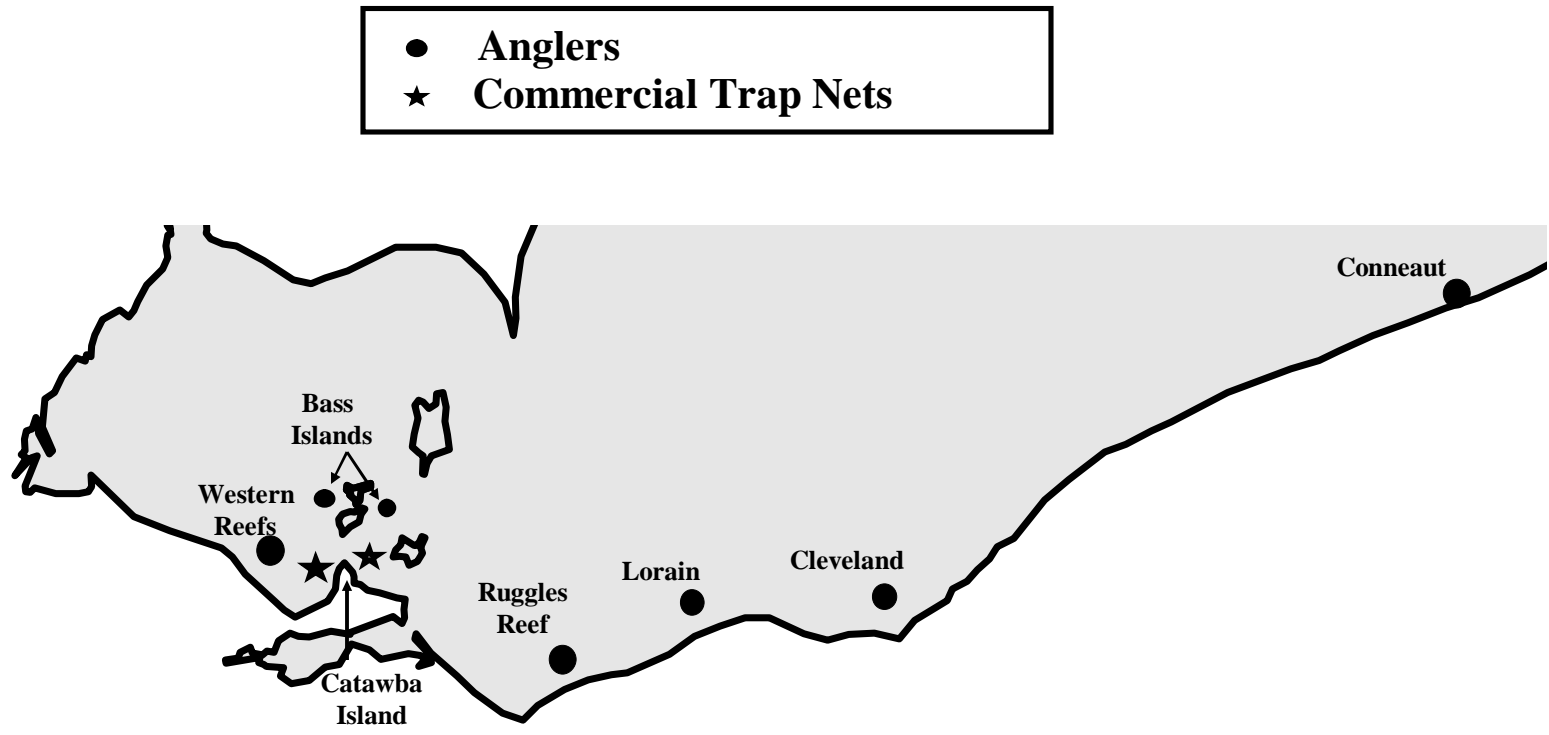 Anglers
Commercial Trap Nets
Conneaut
Bass
Islands
Western
Reefs
Cleveland
Lorain
Ruggles
Reef
Catawba
Island